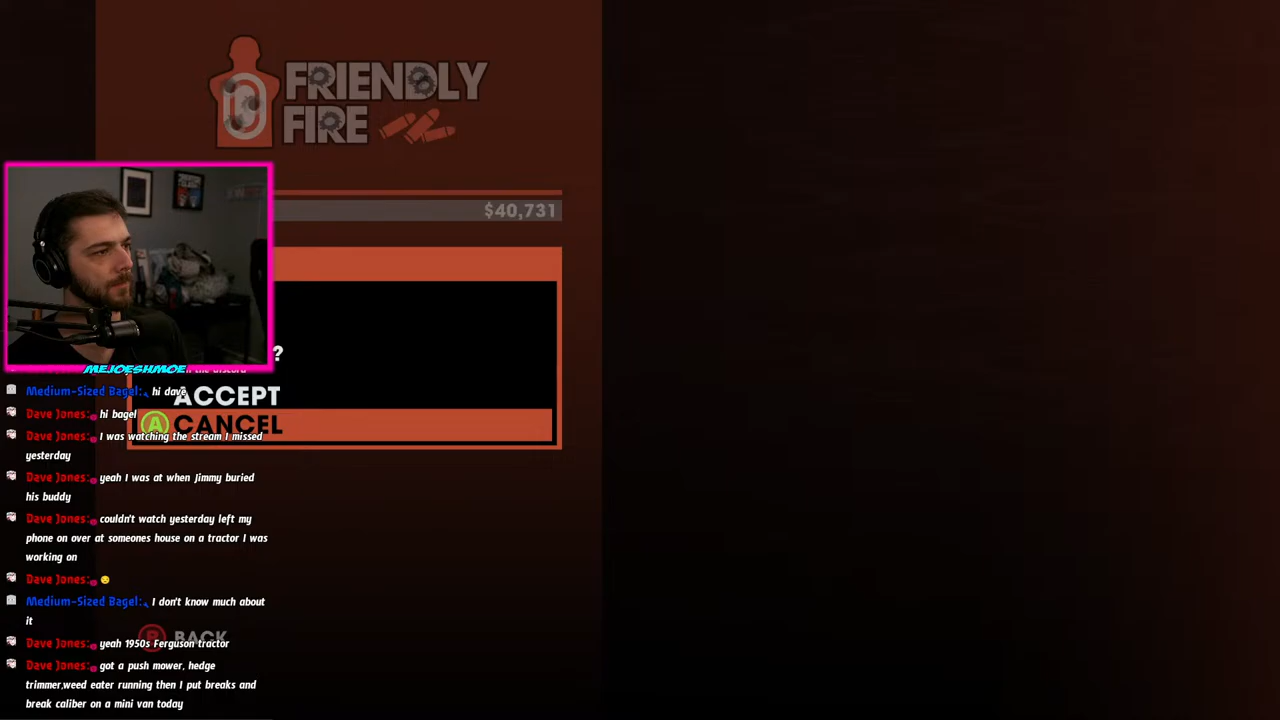 FRIENDLY
FIRE
$40,731
?
MEJOESHMOE
the discord
Medium-Sized Bagel: hi dave
ACCEPT
Dave Jones: hi bagel
A CANCEL
Dave Jones: I was watching the stream I missed
yesterday
Dave Jones: yeah I was at when Jimmy buried
his buddy
Dave Jones: couldn't watch yesterday left my
phone on over at someones house on a tractor I was
working on
Dave Jones: 😏
Medium-Sized Bagel: I don't know much about
it
B BACK
Dave Jones: yeah 1950s Ferguson tractor
Dave Jones: got a push mower, hedge
trimmer,weed eater running then I put breaks and
break caliber on a mini van today